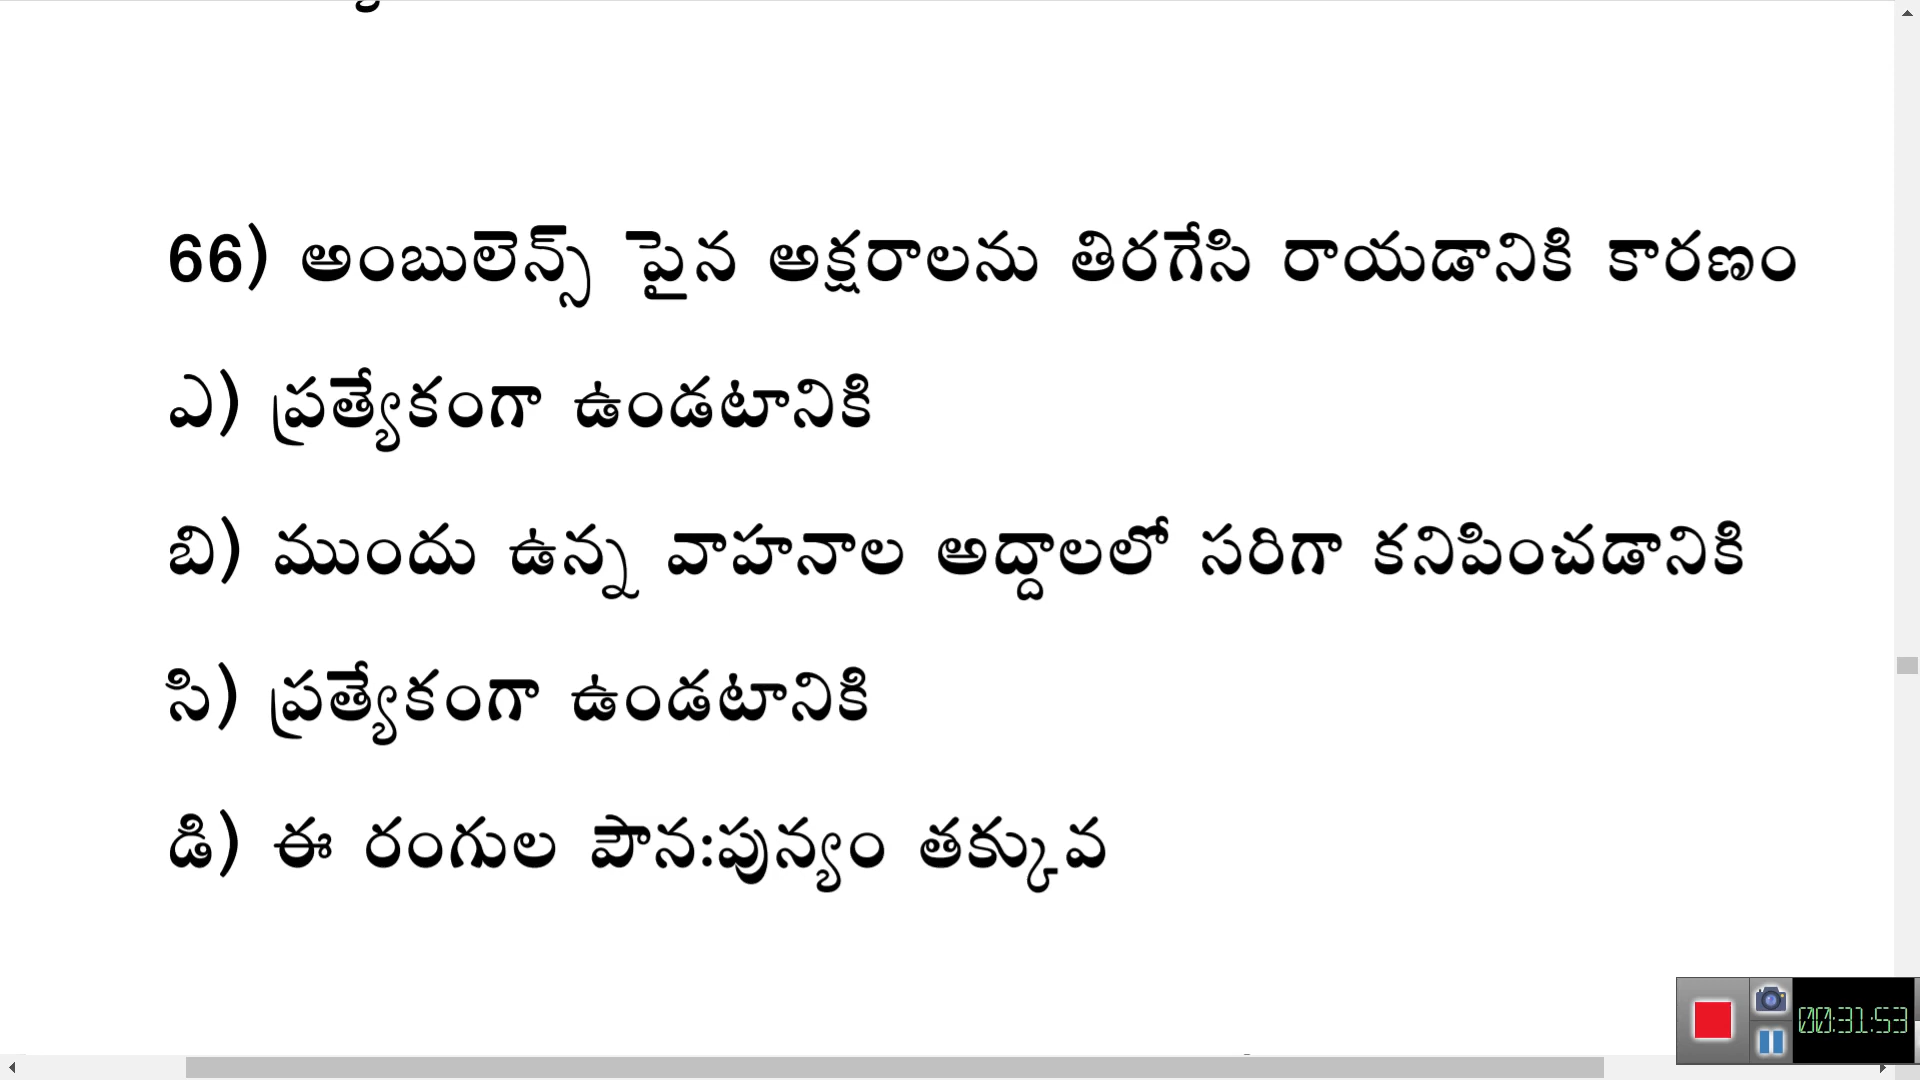 66) అంబులెన్స్ పైన అక్షరాలను తిరగేసి రాయడానికి కారణం
ఎ) ప్రత్యేకంగా ఉండటానికి
బి) ముందు ఉన్న వాహనాల అద్దాలలో సరిగా కనిపించడానికి
సి) ప్రత్యేకంగా ఉండటానికి
డి) ఈ రంగుల పౌన:పున్యం తక్కువ
00:31:53